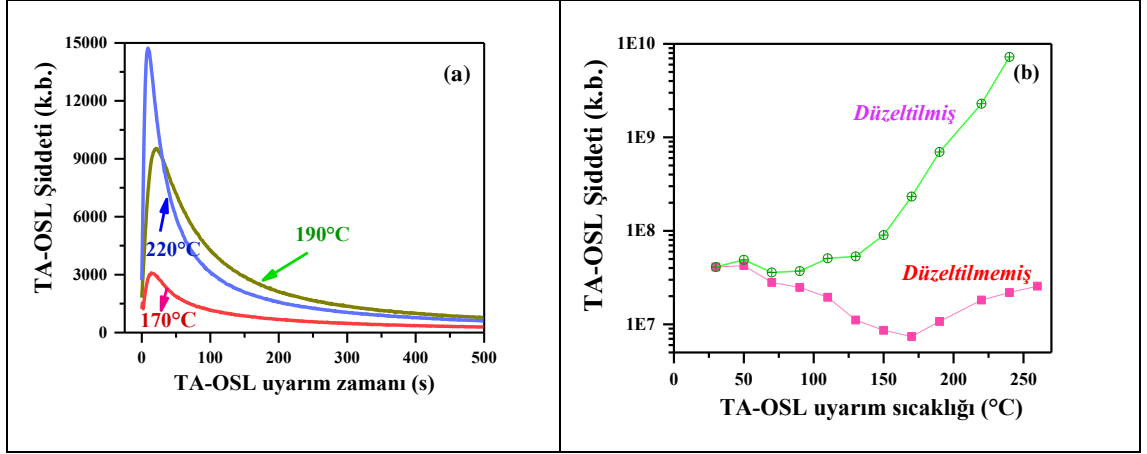 (a)
TA-OSL Şiddeti (k.b.)
15000
12000
9000
6000
3000
0
220°C
190°C
170°C
0
100
200
300
400
500
TA-OSL uyarım zamanı (s)
(b)
TA-OSL Şiddeti (k.b.)
1E10
1E9
1E8
1E7
Düzeltilmiş
Düzeltilmemiş
0
50
100
150
200
250
TA-OSL uyarım sıcaklığı (°C)